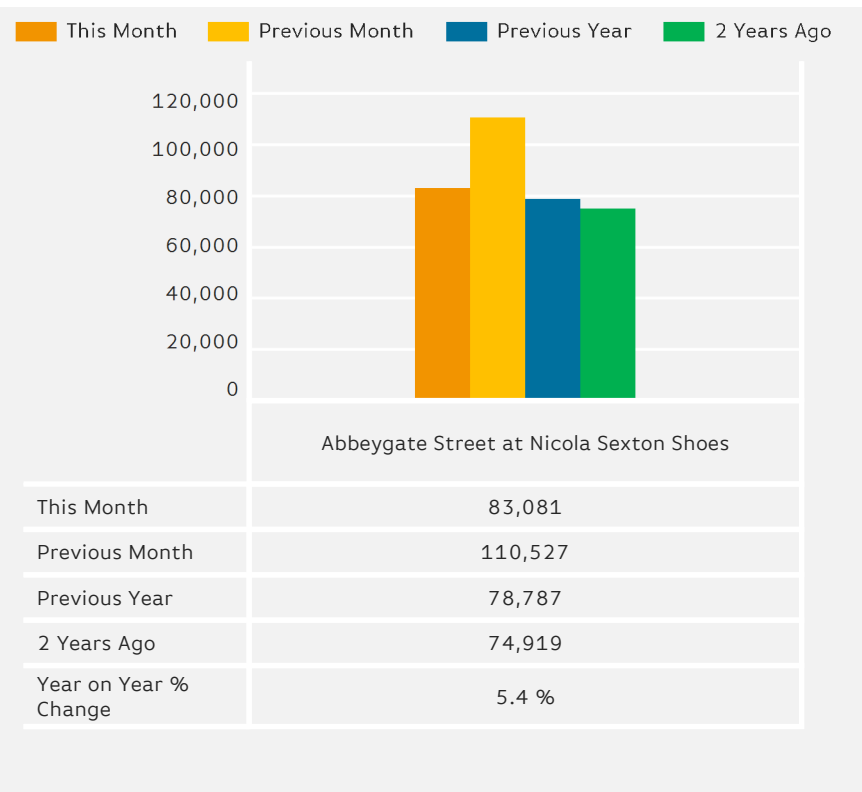 This Month Previous Month Previous Year 2 Years Ago
120,000
100,000
80,000
60,000
40,000
20,000
0
Abbeygate Street at Nicola Sexton Shoes
This Month 83,081
Previous Month 110,527
Previous Year 78,787
2 Years Ago 74,919
Year on Year %
Change 5.4 %